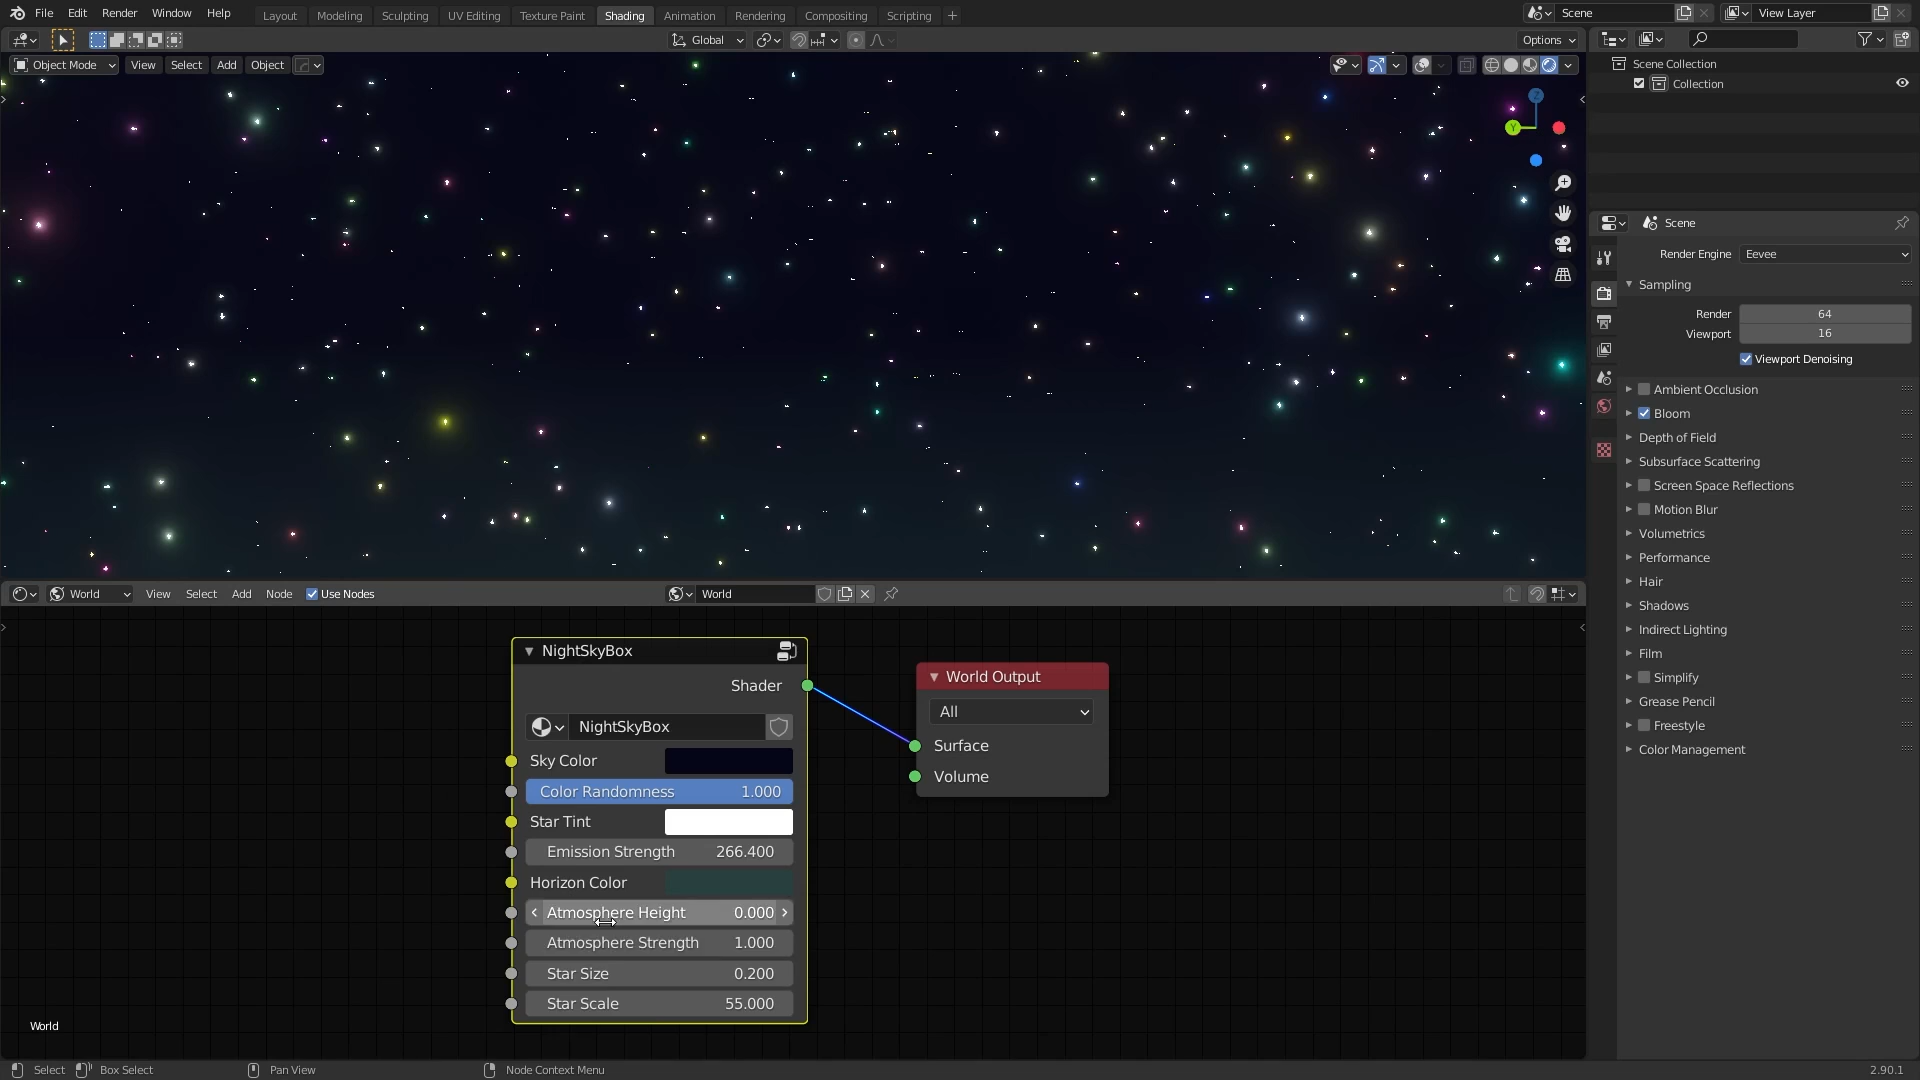 File Edit Render Window Help Layout Modeling Sculpting UV Editing Texture Paint Shading Animation Rendering Compositing Scripting + Scene View Layer
Global Options
Object Mode View Select Add Object
Z
Y
Scene Collection
Collection
Scene
Render Engine Eevee
Sampling
Render 64
Viewport 16
Viewport Denoising
Ambient Occlusion
Bloom
Depth of Field
Subsurface Scattering
Screen Space Reflections
Motion Blur
Volumetrics
Performance
Hair
Shadows
Indirect Lighting
Film
Simplify
Grease Pencil
Freestyle
Color Management
World View Select Add Node Use Nodes World
NightSkyBox
Shader
NightSkyBox
Sky Color
Color Randomness 1.000
Star Tint
Emission Strength 266.400
Horizon Color
Atmosphere Height 0.000
Atmosphere Strength 1.000
Star Size 0.200
Star Scale 55.000
World Output
All
Surface
Volume
World
Select Box Select Pan View Node Context Menu 2.90.1